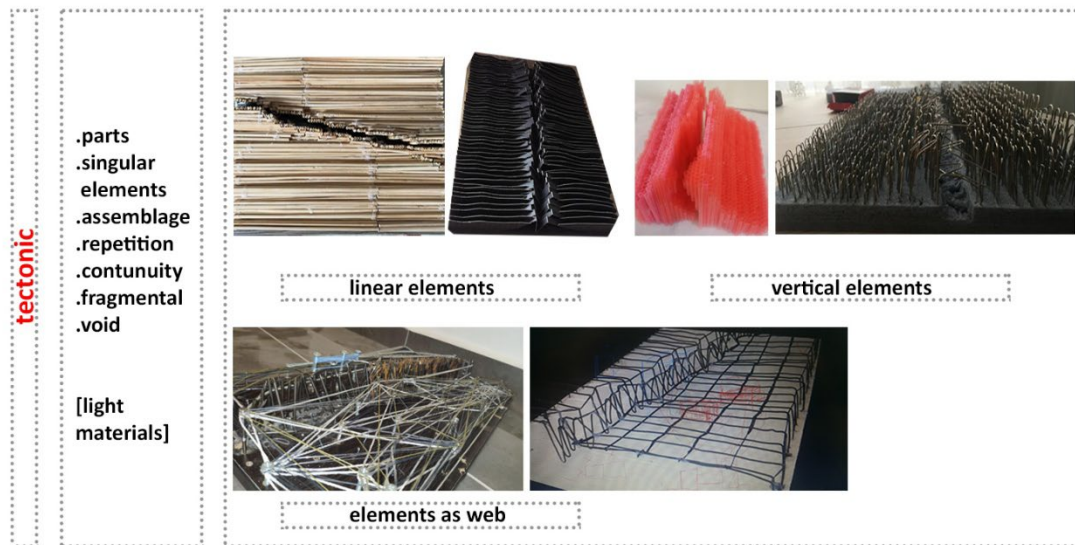 tectonic
.parts
.singular
elements
.assemblage
.repetition
.contunuity
.fragmental
.void
[light
materials]
linear elements
vertical elements
elements as web